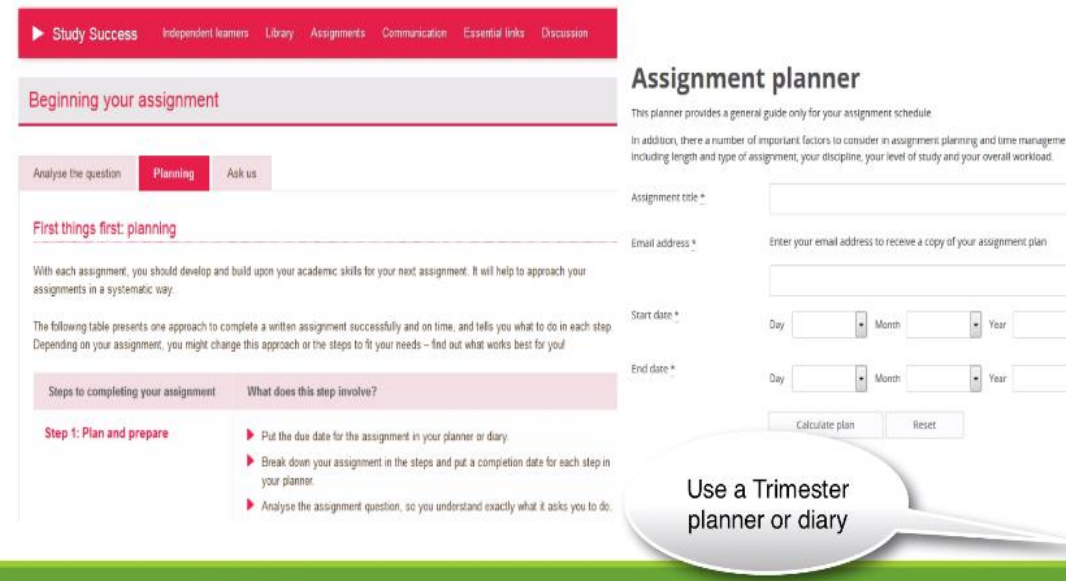 Study Success Independent learners Library Assignments Communication Essential links Discussion
Beginning your assignment
Analyse the question Planning Ask us
First things first: planning
With each assignment, you should develop and build upon your academic skills for your next assignment. It will help to approach your
assignments in a systematic way.
The following table presents one approach to complete a written assignment successfully and on time, and tells you what to do in each step.
Depending on your assignment, you might change this approach or the steps to fit your needs – find out what works best for you!
Steps to completing your assignment What does this step involve?
Step 1: Plan and prepare
Put the due date for the assignment in your planner or diary.
Break down your assignment in the steps and put a completion date for each step in
your planner.
Analyse the assignment question, so you understand exactly what it asks you to do.
Assignment planner
This planner provides a general guide only for your assignment schedule
In addition, there a number of important factors to consider in assignment planning and time manageme
including length and type of assignment, your discipline, your level of study and your overall workload.
Assignment title *
Email address * Enter your email address to receive a copy of your assignment plan
Start date *
Day Month Year
End date *
Day Month Year
Calculate plan Reset
Use a Trimester
planner or diary